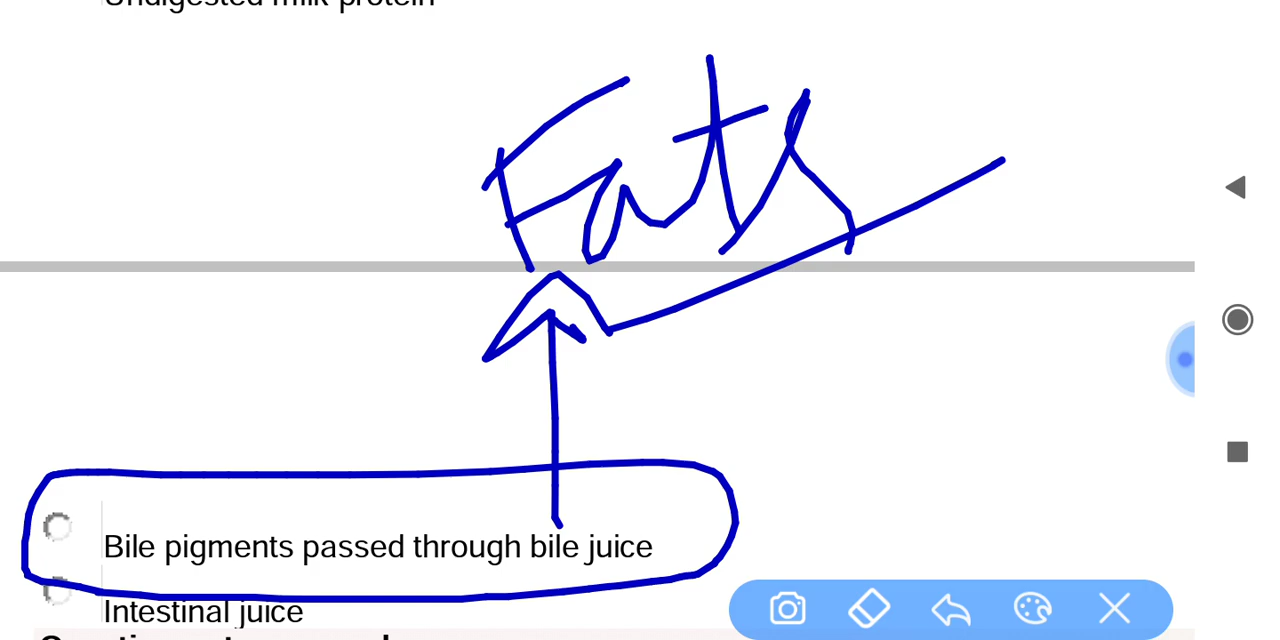 Undigested milk protein
Fats
Bile pigments passed through bile juice
Intestinal juice